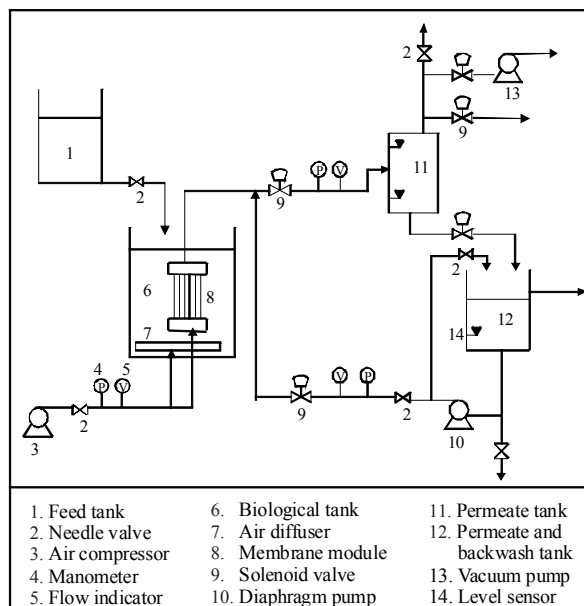 2
13
9
1
P
V
11
2
9
2
6
8
12
7
14
4
5
P
V
V
P
2
9
2
10
3
1. Feed tank
2. Needle valve
3. Air compressor
4. Manometer
5. Flow indicator
6. Biological tank
7. Air diffuser
8. Membrane module
9. Solenoid valve
10. Diaphragm pump
11. Permeate tank
12. Permeate and
backwash tank
13. Vacuum pump
14. Level sensor